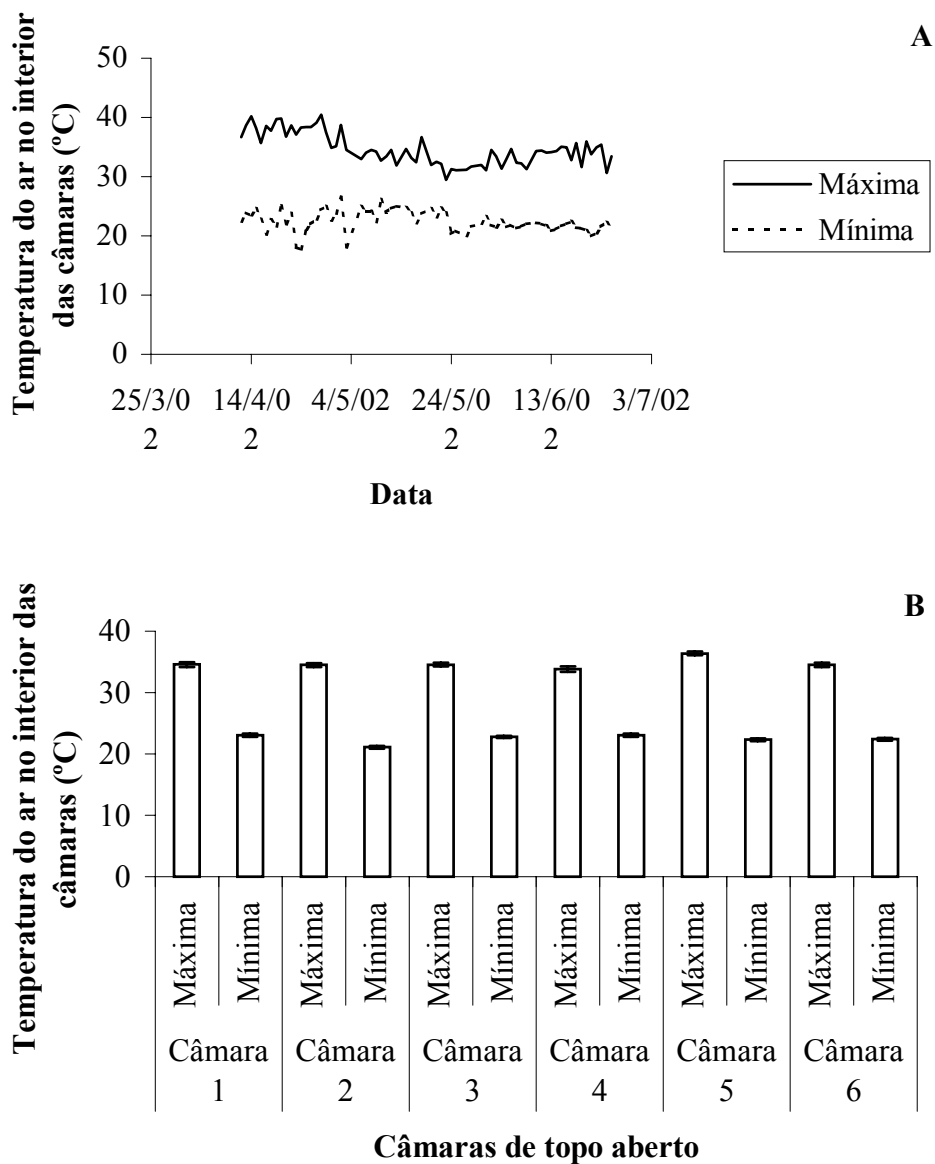 A
Temperatura do ar no interior
das câmaras (ºC)
50
40
30
20
10
0
25/3/0
2
14/4/0
2
4/5/02
24/5/0
2
13/6/0
2
3/7/02
Data
Máxima
Mínima
B
Temperatura do ar no interior das
câmaras (ºC)
40
30
20
10
0
Máxima
Mínima
Máxima
Mínima
Máxima
Mínima
Máxima
Mínima
Máxima
Mínima
Máxima
Mínima
Câmara
1
Câmara
2
Câmara
3
Câmara
4
Câmara
5
Câmara
6
Câmaras de topo aberto